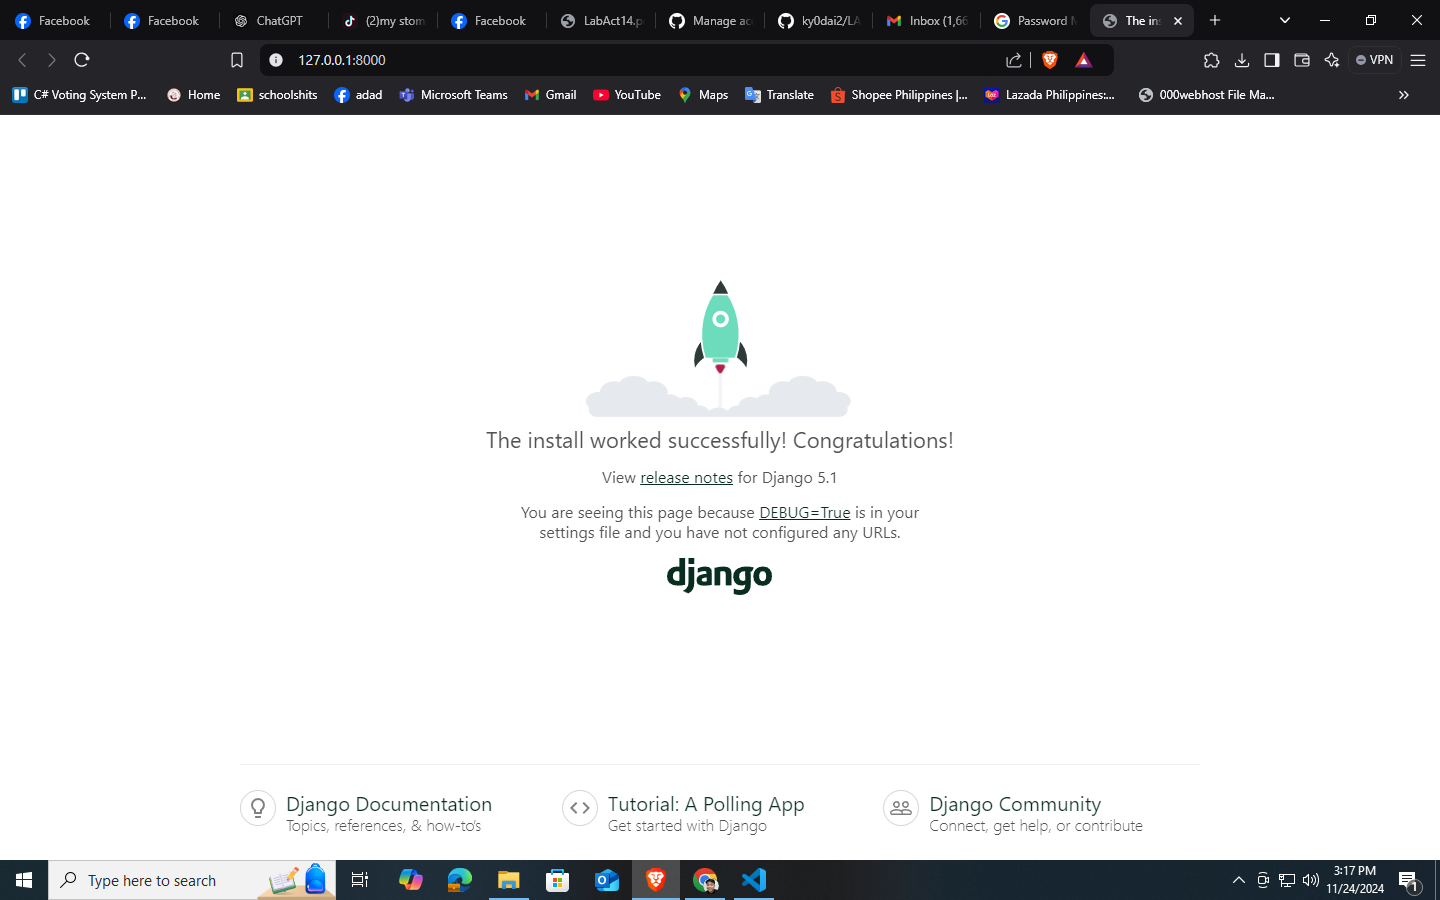 Facebook
Facebook
ChatGPT
(2)my stom
Facebook
LabAct14.p
Manage ac
ky0dai2/LA
Inbox (1,66
Password M
The ins
127.0.0.1:8000
VPN
C# Voting System P...
Home
schoolshits
adad
Microsoft Teams
Gmail
YouTube
Maps
Translate
Shopee Philippines |...
Lazada Philippines:...
000webhost File Ma...
The install worked successfully! Congratulations!
View release notes for Django 5.1
You are seeing this page because DEBUG=True is in your
settings file and you have not configured any URLs.
django
Django Documentation
Topics, references, & how-to's
Tutorial: A Polling App
Get started with Django
Django Community
Connect, get help, or contribute
Type here to search
3:17 PM
11/24/2024
1